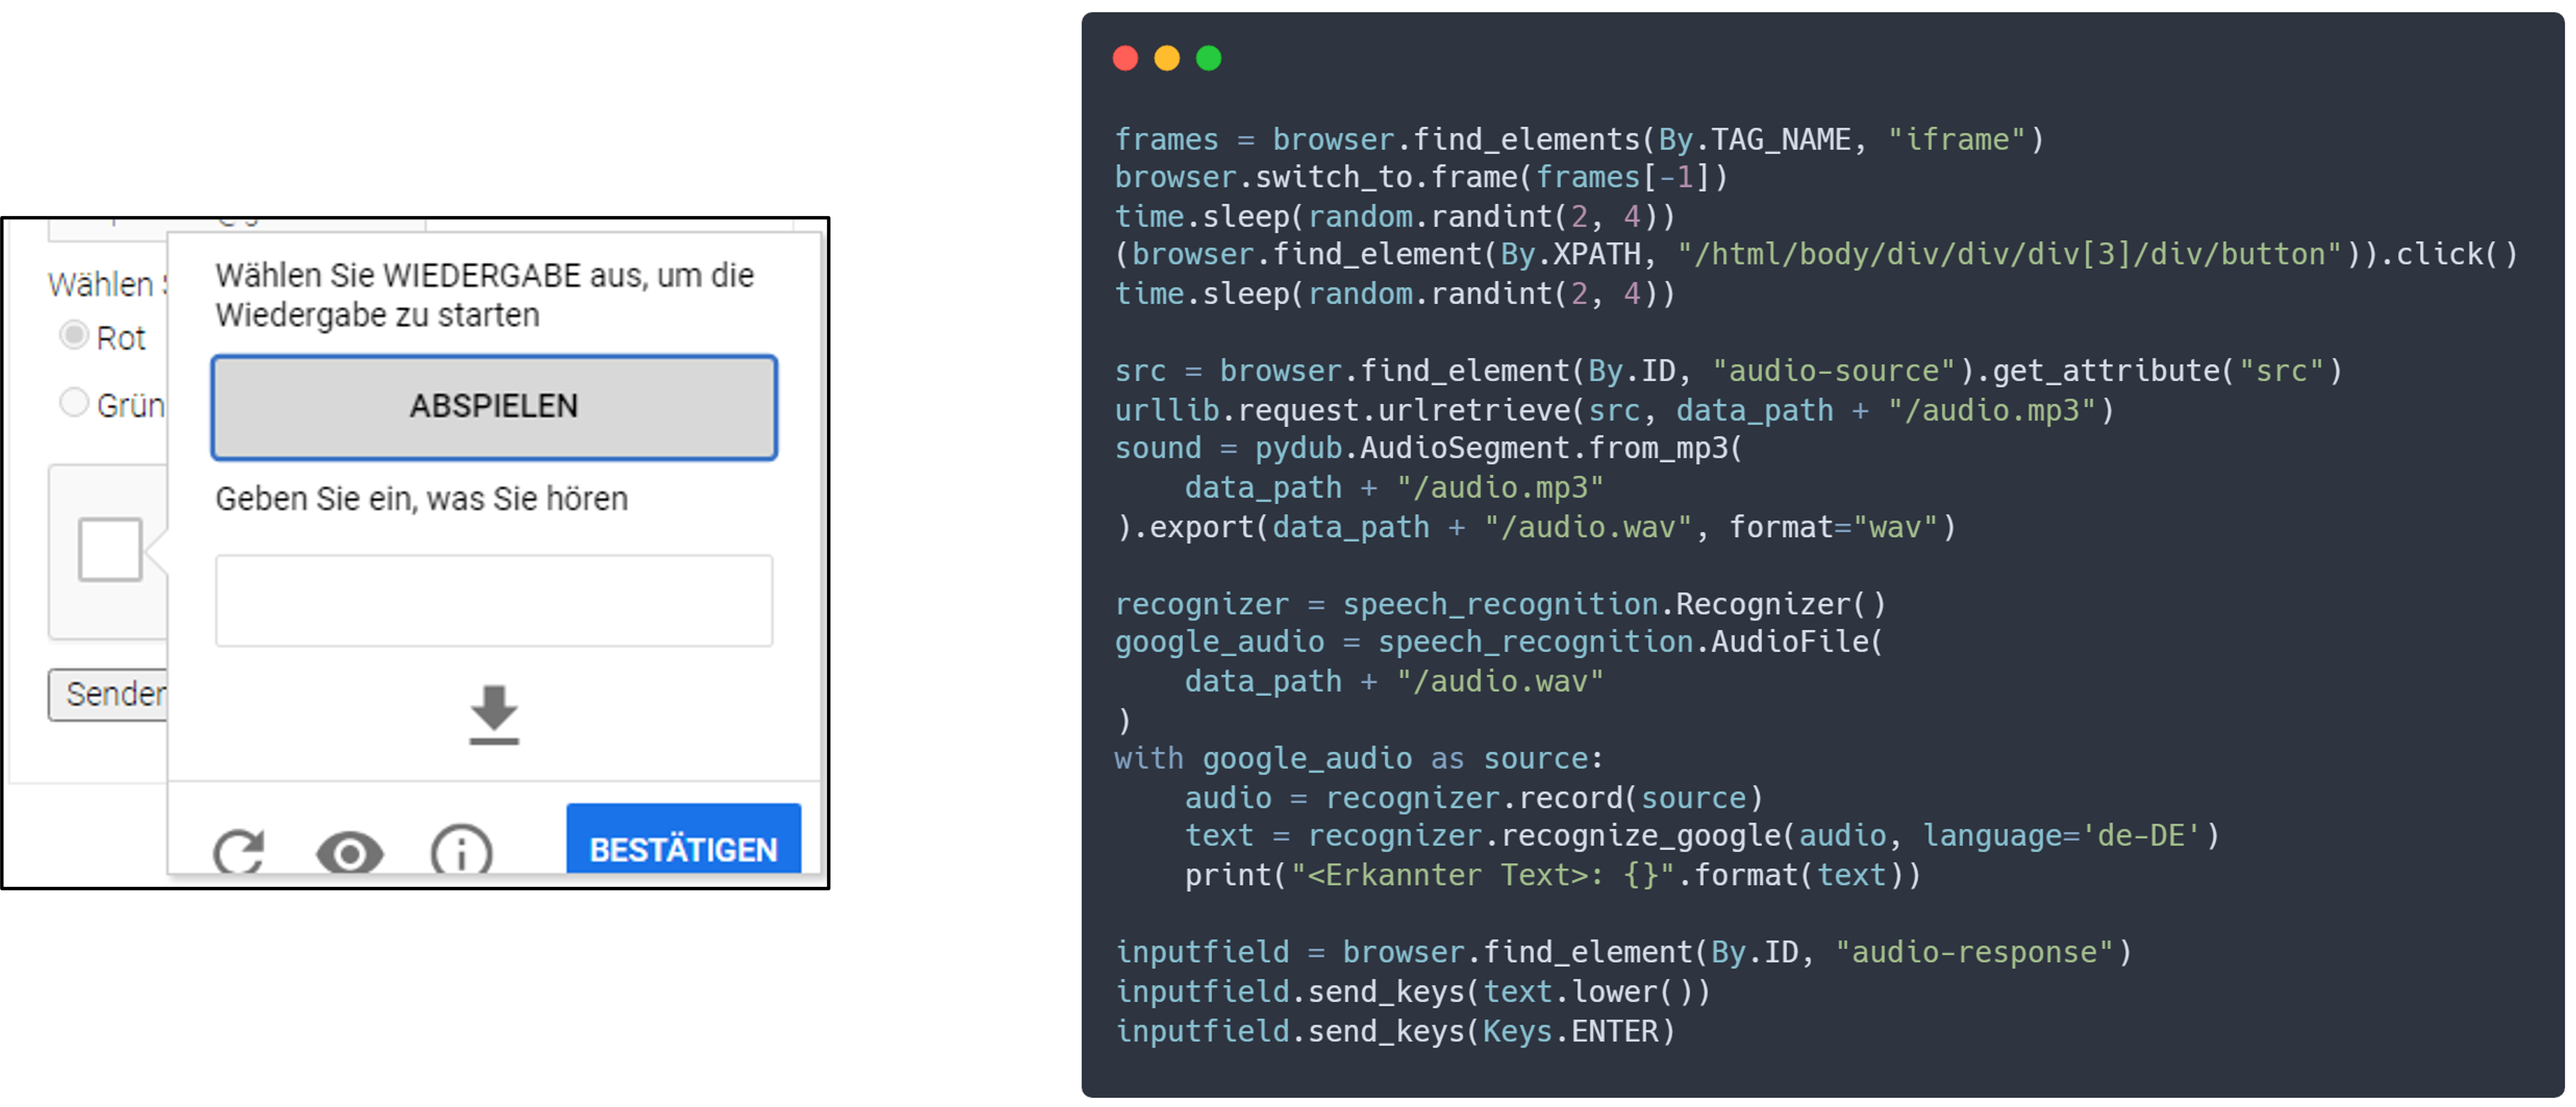 Wählen
Rot
Grün
Wählen Sie WIEDERGABE aus, um die
Wiedergabe zu starten
ABSPIELEN
Geben Sie ein, was Sie hören
Senden
BESTÄTIGEN
frames = browser.find_elements(By.TAG_NAME, "iframe")
browser.switch_to.frame(frames[-1])
time.sleep(random.randint(2, 4))
(browser.find_element(By.XPATH, "/html/body/div/div/div[3]/div/button")).click()
time.sleep(random.randint(2, 4))
src = browser.find_element(By.ID, "audio-source").get_attribute("src")
urllib.request.urlretrieve(src, data_path + "/audio.mp3")
sound = pydub.AudioSegment.from_mp3(
    data_path + "/audio.mp3"
).export(data_path + "/audio.wav", format="wav")
recognizer = speech_recognition.Recognizer()
google_audio = speech_recognition.AudioFile(
    data_path + "/audio.wav"
)
with google_audio as source:
    audio = recognizer.record(source)
    text = recognizer.recognize_google(audio, language='de-DE')
    print("<Erkannter Text>: {}".format(text))
inputfield = browser.find_element(By.ID, "audio-response")
inputfield.send_keys(text.lower())
inputfield.send_keys(Keys.ENTER)